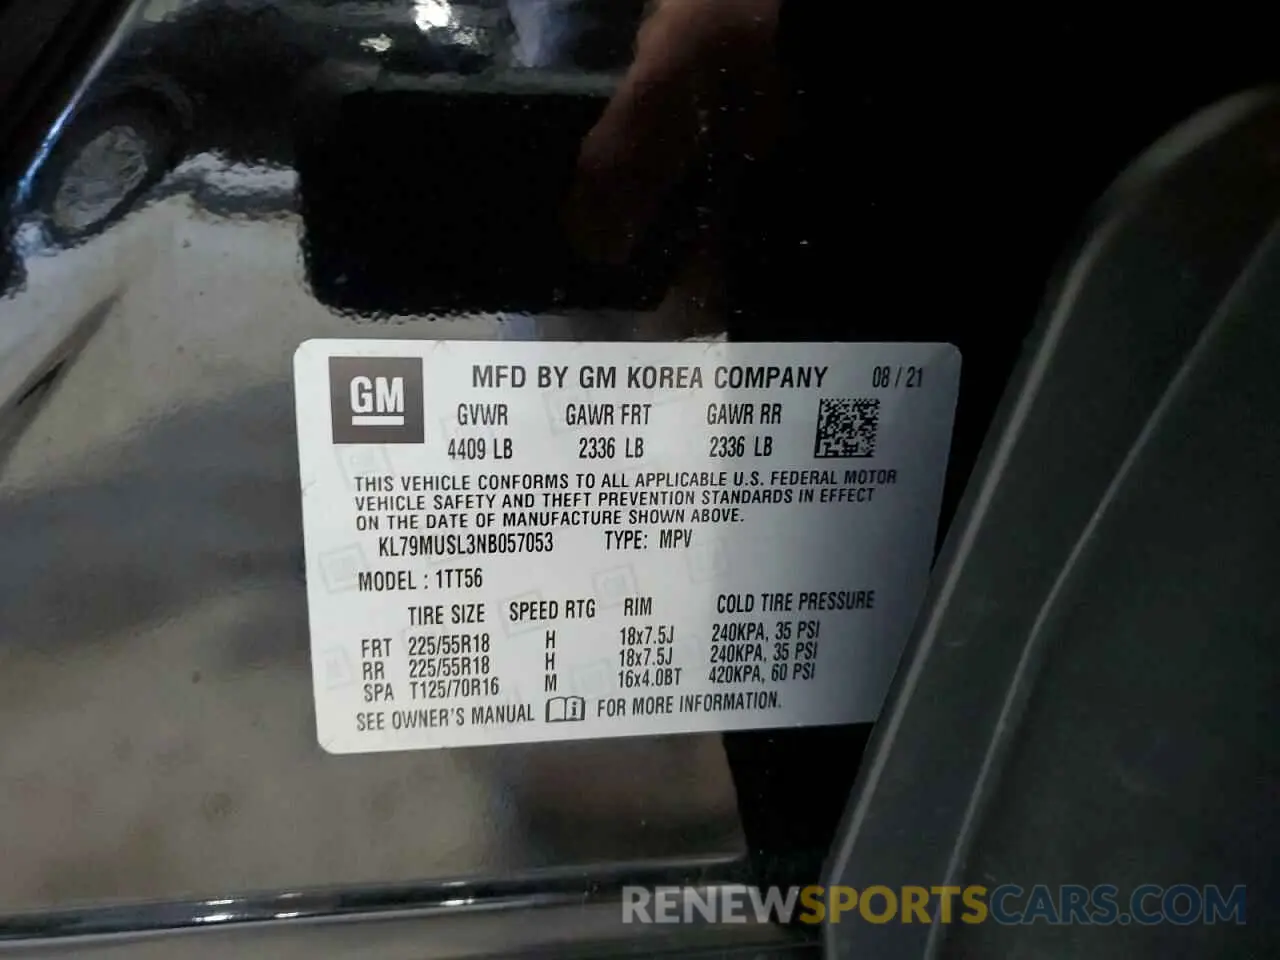 GM
MFD BY GM KOREA COMPANY 08 / 21
GVWR GAWR FRT GAWR RR
4409 LB 2336 LB 2336 LB
THIS VEHICLE CONFORMS TO ALL APPLICABLE U.S. FEDERAL MOTOR
VEHICLE SAFETY AND THEFT PREVENTION STANDARDS IN EFFECT
ON THE DATE OF MANUFACTURE SHOWN ABOVE.
KL79MUSL3NB057053 TYPE: MPV
MODEL : 1TT56
TIRE SIZE SPEED RTG RIM COLD TIRE PRESSURE
FRT 225/55R18 H 18x7.5J 240KPA, 35 PSI
RR 225/55R18 H 18x7.5J 240KPA, 35 PSI
SPA T125/70R16 M 16x4.0BT 420KPA, 60 PSI
SEE OWNER'S MANUAL i FOR MORE INFORMATION.
RENEWSPORTSCARS.COM